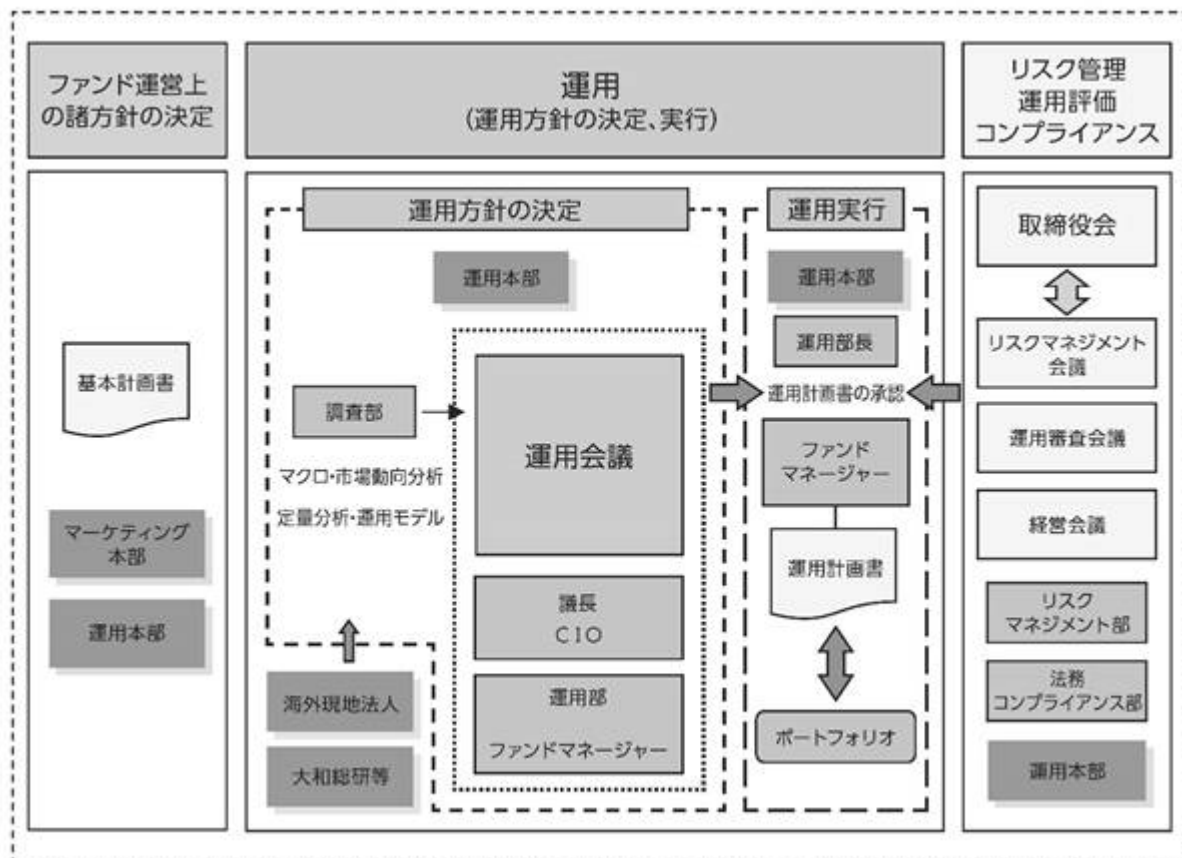 ファンド運営上
の諸方針の決定
運用
(運用方針の決定、実行)
リスク管理
運用評価
コンプライアンス
基本計画書
マーケティング
本部
運用本部
運用方針の決定
運用本部
調査部
マクロ・市場動向分析
定量分析・運用モデル
運用会議
議長
CIO
運用部
ファンドマネージャー
海外現地法人
大和総研等
運用実行
運用本部
運用部長
運用計画書の承認
ファンド
マネージャー
運用計画書
ポートフォリオ
取締役会
リスクマネジメント
会議
運用審査会議
経営会議
リスク
マネジメント部
法務
コンプライアンス部
運用本部